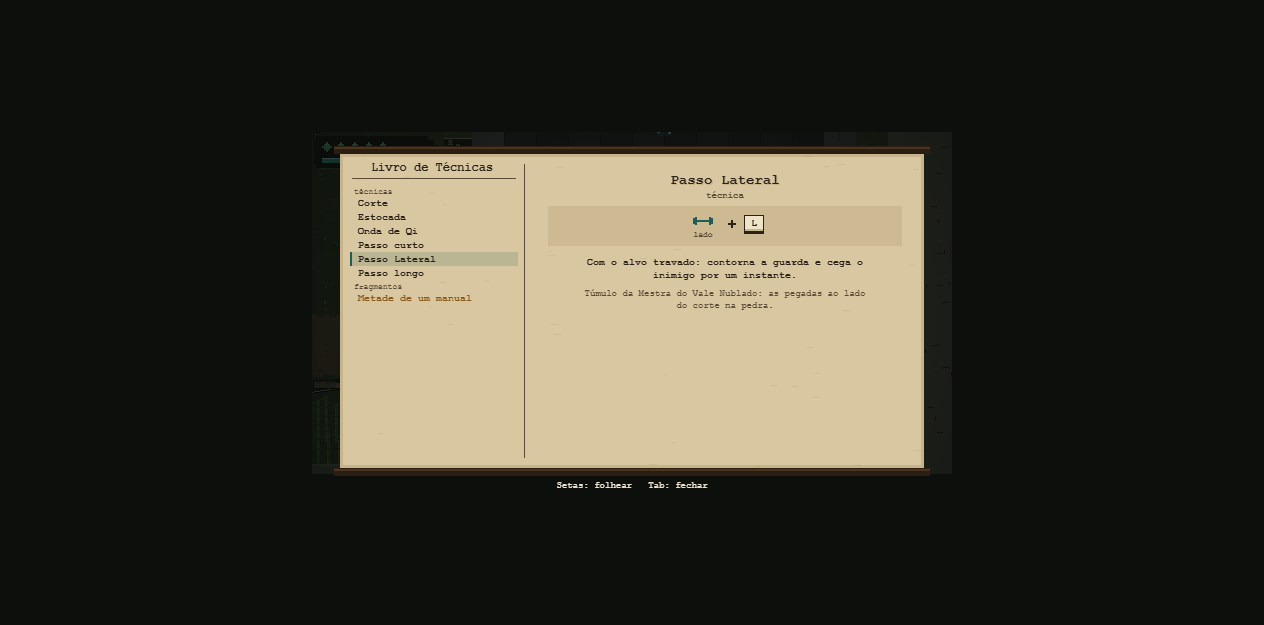 Livro de Técnicas
técnicas
Corte
Estocada
Onda de Qi
Passo curto
Passo Lateral
Passo longo
fragmentos
Metade de um manual
Passo Lateral
técnica
lado
+
L
Com o alvo travado: contorna a guarda e cega o
inimigo por um instante.
Túmulo da Mestra do Vale Nublado: as pegadas ao lado
do corte na pedra.
Setas: folhear Tab: fechar